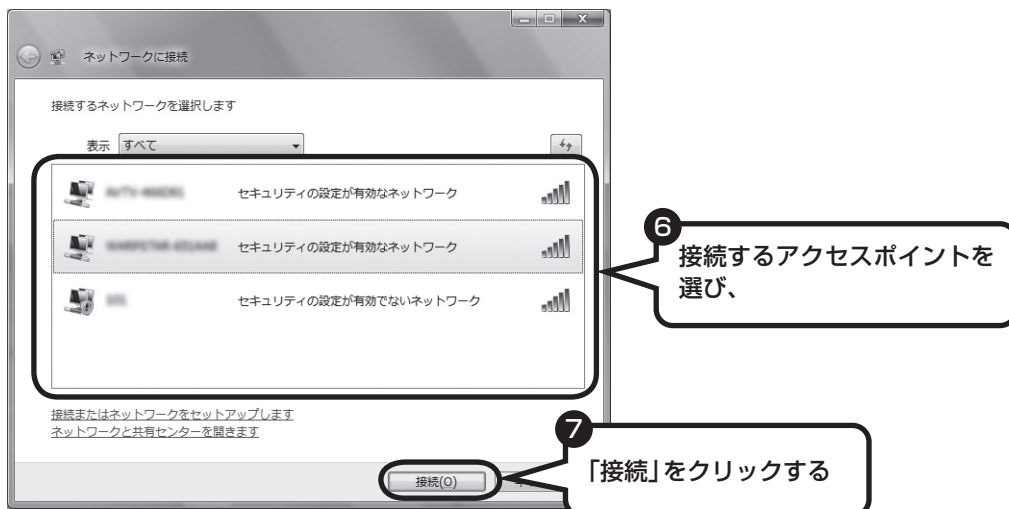 ネットワークに接続
接続するネットワークを選択します
表示 すべて
セキュリティの設定が有効なネットワーク
セキュリティの設定が有効なネットワーク
セキュリティの設定が有効でないネットワーク
6
接続するアクセスポイントを
選び、
接続またはネットワークをセットアップします
ネットワークと共有センターを開きます
7
「接続」をクリックする
接続(O)